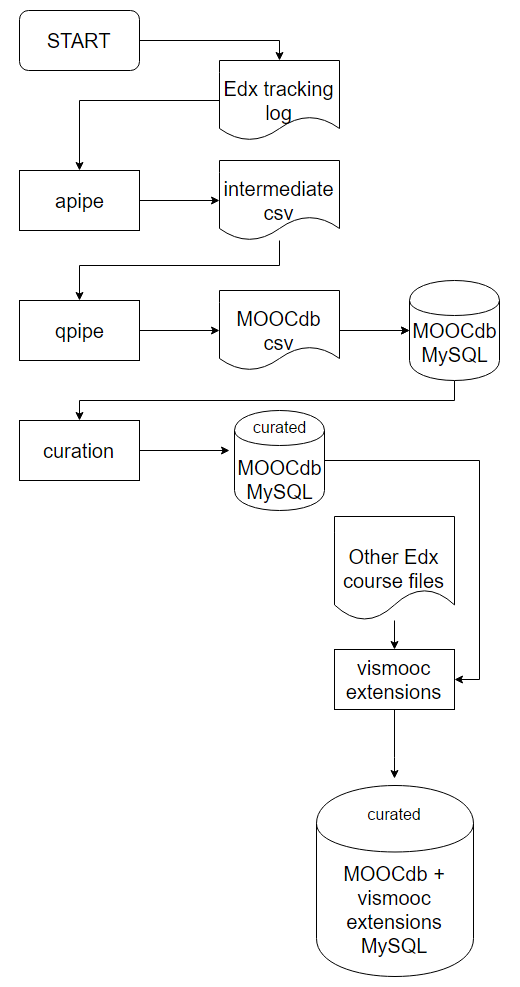 START
Edx tracking
log
apipe
intermediate
csv
qpipe
MOOCdb
csv
MOOCdb
MySQL
curation
curated
MOOCdb
MySQL
Other Edx
course files
vismooc
extensions
curated
MOOCdb +
vismooc
extensions
MySQL